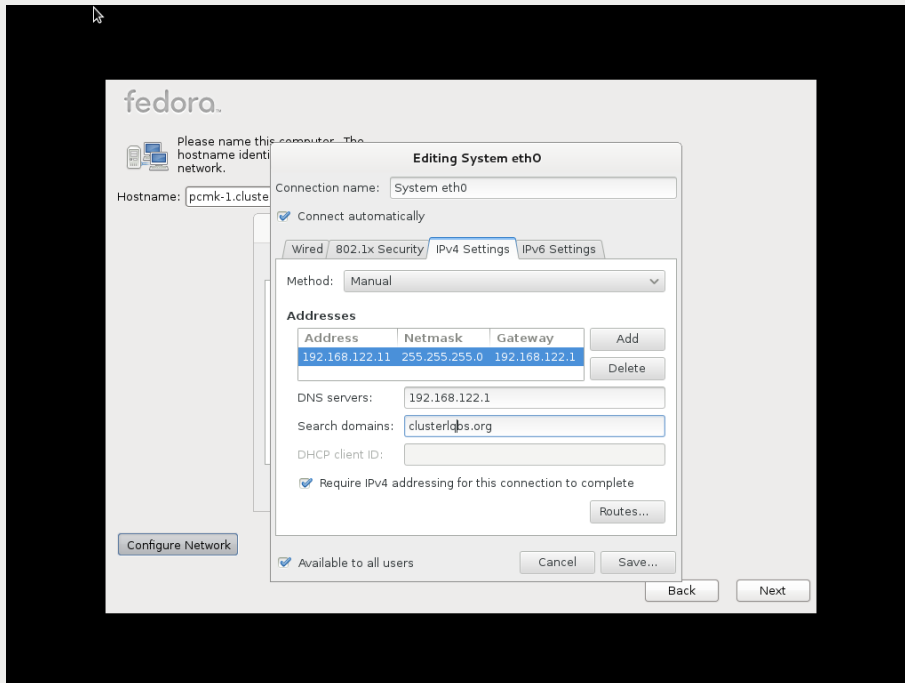 fedora
Please name this computer. The
hostname identi
network.
Hostname: pcmk-1.cluste
Editing System eth0
Connection name: System eth0
Connect automatically
Wired 802.1x Security IPv4 Settings IPv6 Settings
Method: Manual
Addresses
Address Netmask Gateway
192.168.122.11 255.255.255.0 192.168.122.1
Add
Delete
DNS servers: 192.168.122.1
Search domains:
DHCP client ID:
Require IPv4 addressing for this connection to complete
Routes...
Configure Network
Available to all users
Cancel Save...
Back Next